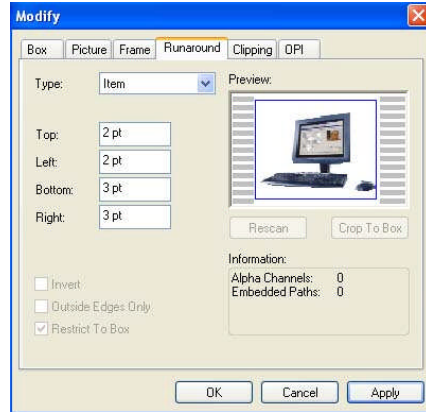 Modify
Box Picture Frame Runaround Clipping OPI
Type: Item
Preview:
Top: 2 pt
Left: 2 pt
Bottom: 3 pt
Right: 3 pt
Rescan Crop To Box
Information:
Alpha Channels: 0
Embedded Paths: 0
Invert
Outside Edges Only
Restrict To Box
OK Cancel Apply